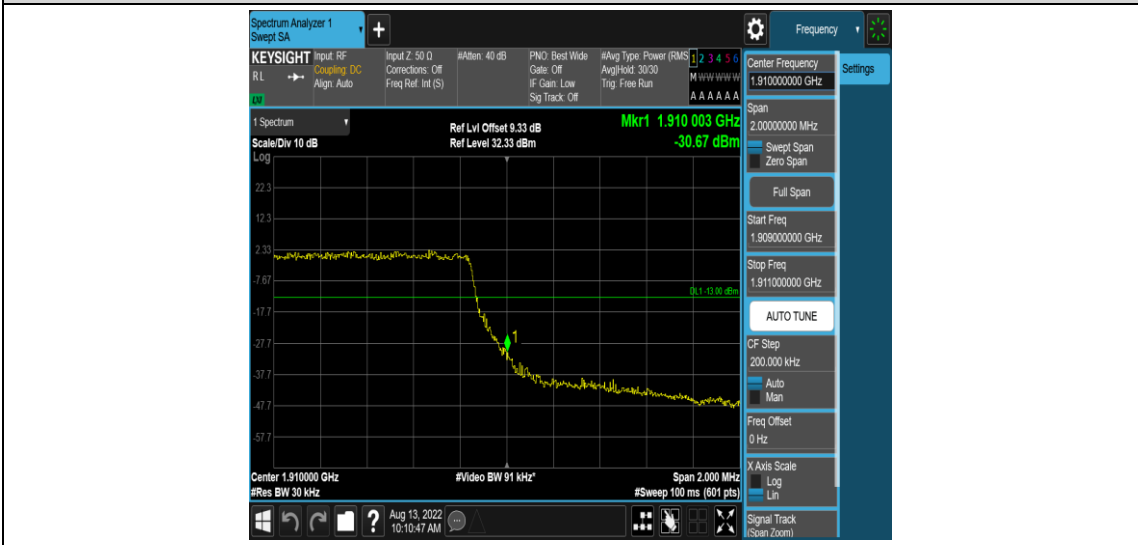 Spectrum Analyzer 1
Swept SA
+
Frequency
KEYSIGHT
RL
LXI
Input: RF
Coupling: DC
Align: Auto
Input Z: 50 Ω
Corrections: Off
Freq Ref: Int (S)
#Atten: 40 dB
PNO: Best Wide
Gate: Off
IF Gain: Low
Sig Track: Off
#Avg Type: Power (RMS
Avg|Hold: 30/30
Trig: Free Run
1 2 3 4 5 6
M W W W W W
A A A A A A
Center Frequency
1.910000000 GHz
Settings
Span
2.00000000 MHz
Swept Span
Zero Span
Full Span
Start Freq
1.909000000 GHz
Stop Freq
1.911000000 GHz
AUTO TUNE
CF Step
200.000 kHz
Auto
Man
Freq Offset
0 Hz
X Axis Scale
Log
Lin
Signal Track
(Span Zoom)
1 Spectrum
Scale/Div 10 dB
Log
Ref Lvl Offset 9.33 dB
Ref Level 32.33 dBm
Mkr1 1.910 003 GHz
-30.67 dBm
22.3
12.3
2.33
-7.67
-17.7
-27.7
-37.7
-47.7
-57.7
DL1 -13.00 dBm
1
Center 1.910000 GHz
#Res BW 30 kHz
#Video BW 91 kHz*
Span 2.000 MHz
#Sweep 100 ms (601 pts)
?
Aug 13, 2022
10:10:47 AM